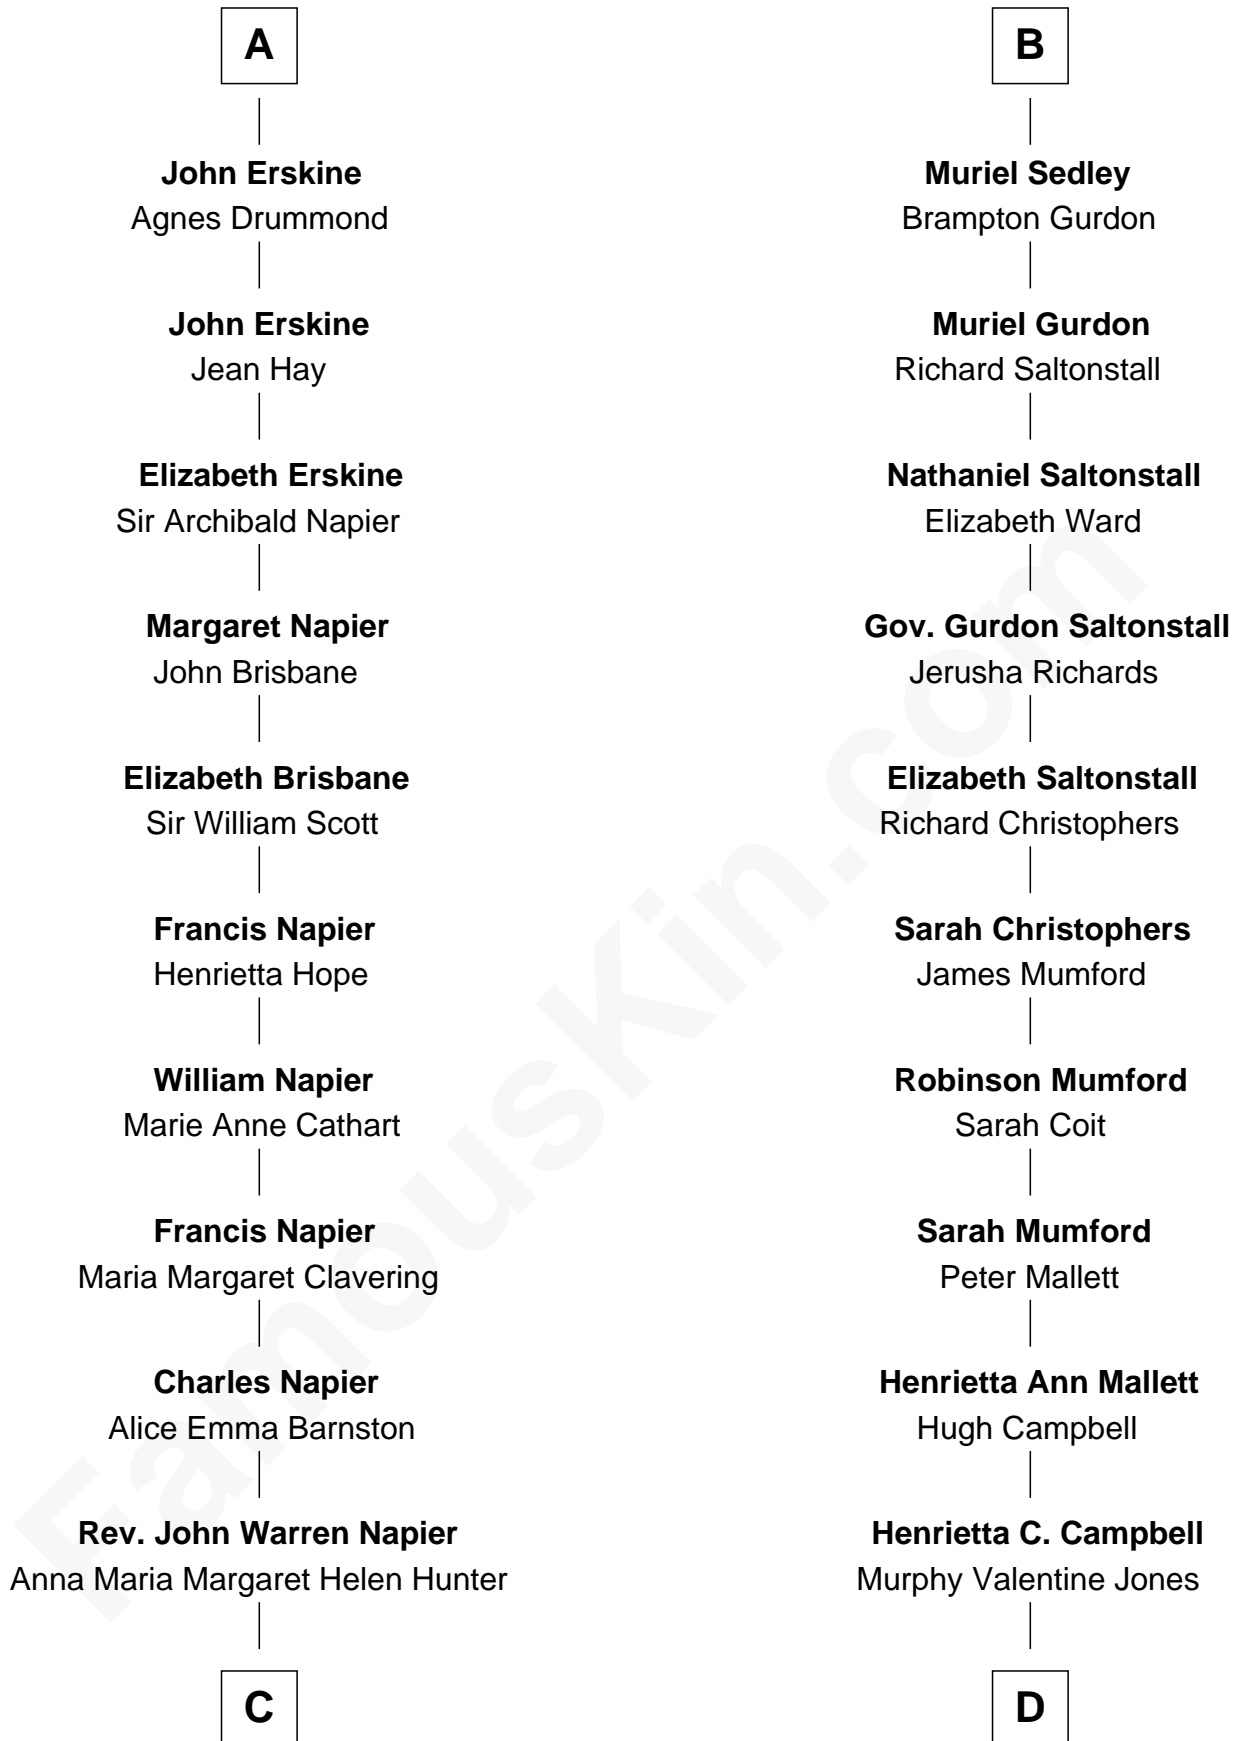 A
John Erskine
Agnes Drummond
John Erskine
Jean Hay
Elizabeth Erskine
Sir Archibald Napier
Margaret Napier
John Brisbane
Elizabeth Brisbane
Sir William Scott
Francis Napier
Henrietta Hope
William Napier
Marie Anne Cathart
Francis Napier
Maria Margaret Clavering
Charles Napier
Alice Emma Barnston
Rev. John Warren Napier
Anna Maria Margaret Helen Hunter
C
B
Muriel Sedley
Brampton Gurdon
Muriel Gurdon
Richard Saltonstall
Nathaniel Saltonstall
Elizabeth Ward
Gov. Gurdon Saltonstall
Jerusha Richards
Elizabeth Saltonstall
Richard Christophers
Sarah Christophers
James Mumford
Robinson Mumford
Sarah Coit
Sarah Mumford
Peter Mallett
Henrietta Ann Mallett
Hugh Campbell
Henrietta C. Campbell
Murphy Valentine Jones
D
FamousKin.com